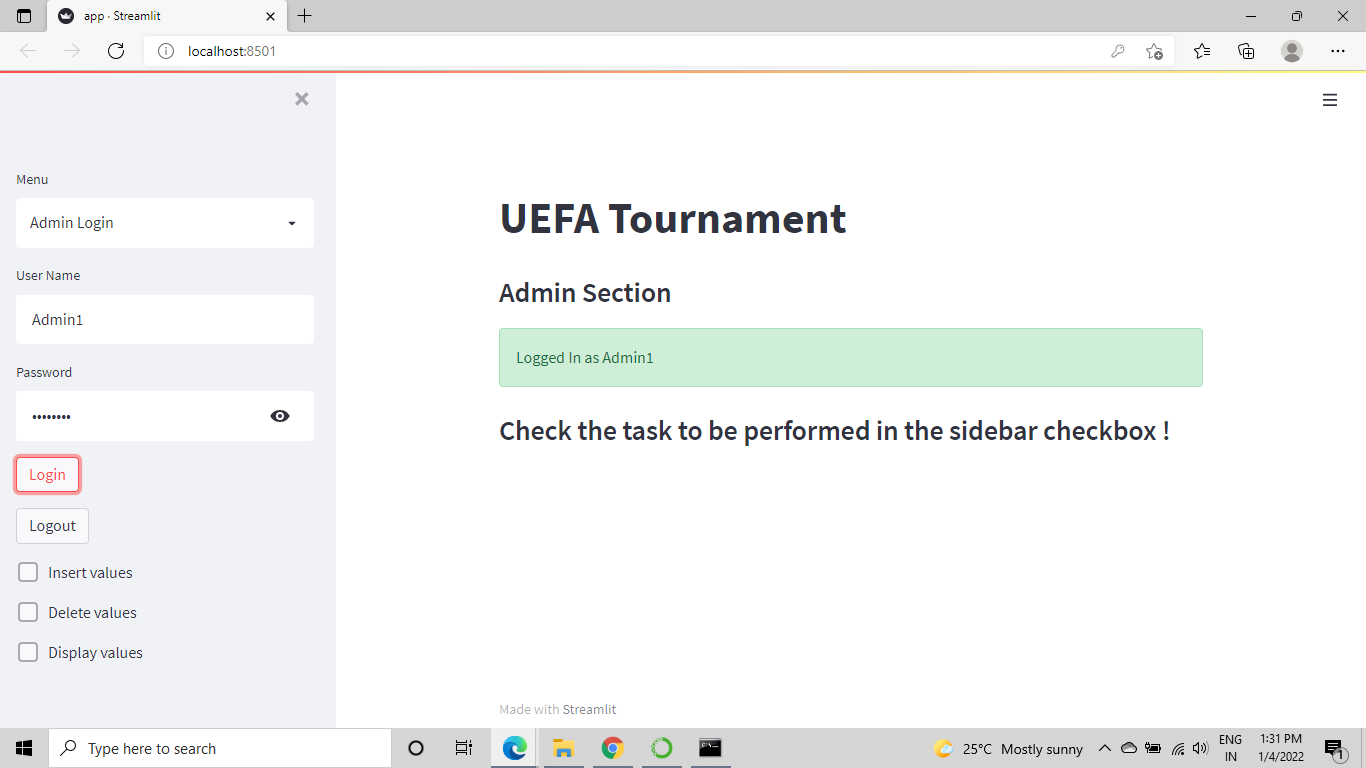 app · Streamlit
localhost:8501
Menu
Admin Login
User Name
Admin1
Password
••••••••
Login
Logout
Insert values
Delete values
Display values
UEFA Tournament
Admin Section
Logged In as Admin1
Check the task to be performed in the sidebar checkbox !
Made with Streamlit
Type here to search
25°C Mostly sunny
ENG
IN
1:31 PM
1/4/2022
1